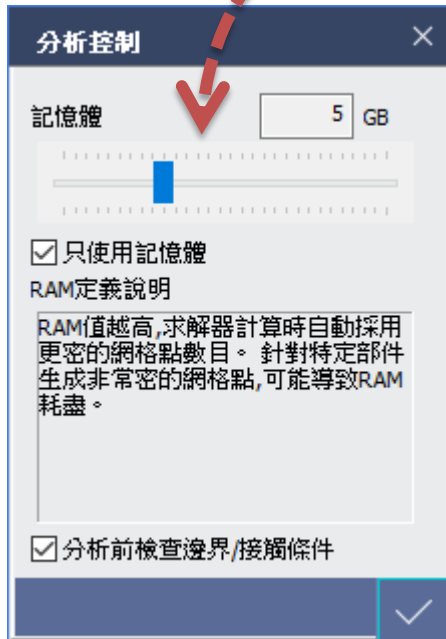 分析控制
記憶體 5 GB
只使用記憶體
RAM定義說明
RAM值越高,求解器計算時自動採用
更密的網格點數目。 針對特定部件
生成非常密的網格點,可能導致RAM
耗盡。
分析前檢查邊界/接觸條件